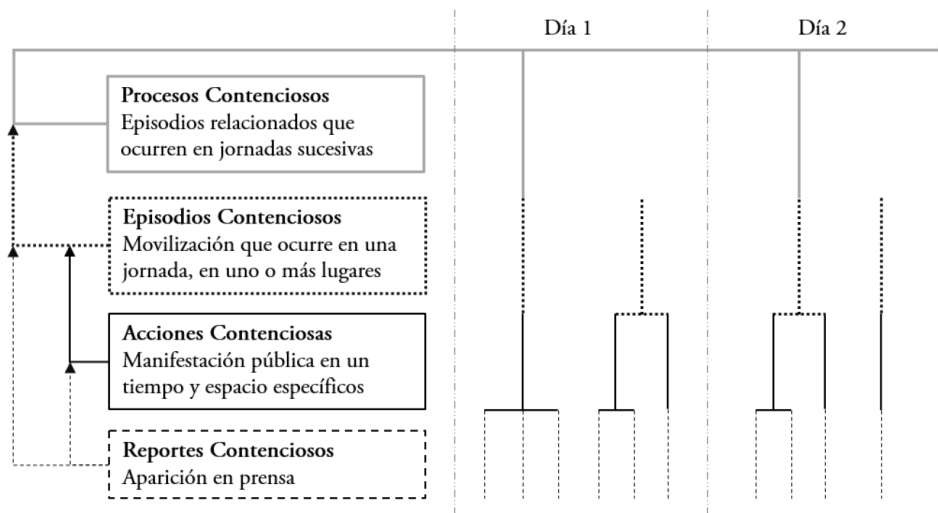 Día 1
Día 2
Procesos Contenciosos
Episodios relacionados que
ocurren en jornadas sucesivas
Episodios Contenciosos
Movilización que ocurre en una
jornada, en uno o más lugares
Acciones Contenciosas
Manifestación pública en un
tiempo y espacio específicos
Reportes Contenciosos
Aparición en prensa